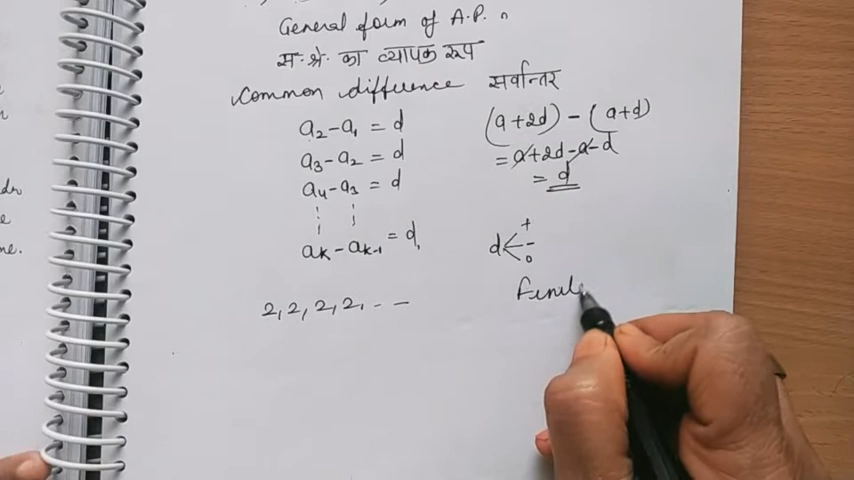 General form of A.P.
स॰ श्रे॰ का व्यापक रूप
Common difference सर्वान्तर
a₂-a₁ = d
a₃-a₂ = d
a₄-a₃ = d
aₖ-aₖ₋₁ = d,
(a+2d) - (a+d)
= a+2d-a-d
= d
d < + - 0
2, 2, 2, 2, - -